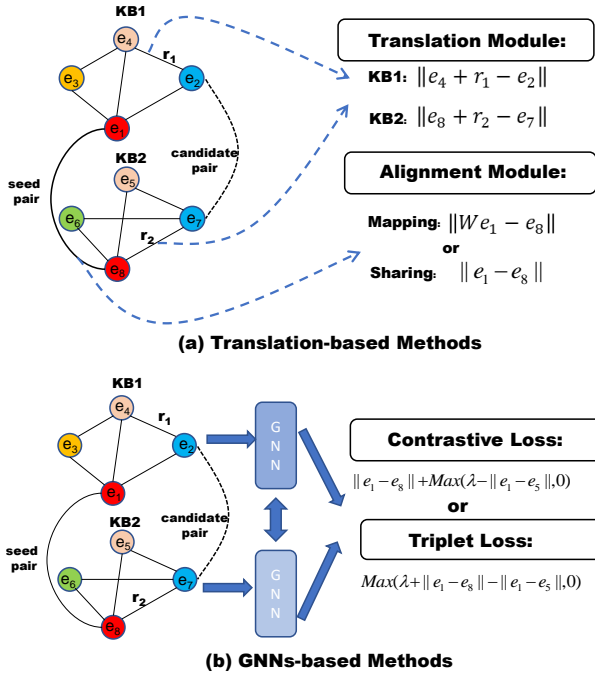 KB1
e4
r1
e3
e2
e1
KB2
candidate
pair
e5
seed
pair
e6
e7
r2
e8
Translation Module:
KB1: ‖e4 + r1 − e2‖
KB2: ‖e8 + r2 − e7‖
Alignment Module:
Mapping: ‖We1 − e8‖
or
Sharing: ‖ e1 − e8 ‖
(a) Translation-based Methods
KB1
e4
r1
e3
e2
e1
KB2
candidate
pair
e5
seed
pair
e6
e7
r2
e8
G
N
N
G
N
N
Contrastive Loss:
‖ e1 − e8 ‖ +Max(λ− ‖ e1 − e5 ‖,0)
or
Triplet Loss:
Max(λ+ ‖ e1 − e8 ‖ − ‖ e1 − e5 ‖,0)
(b) GNNs-based Methods